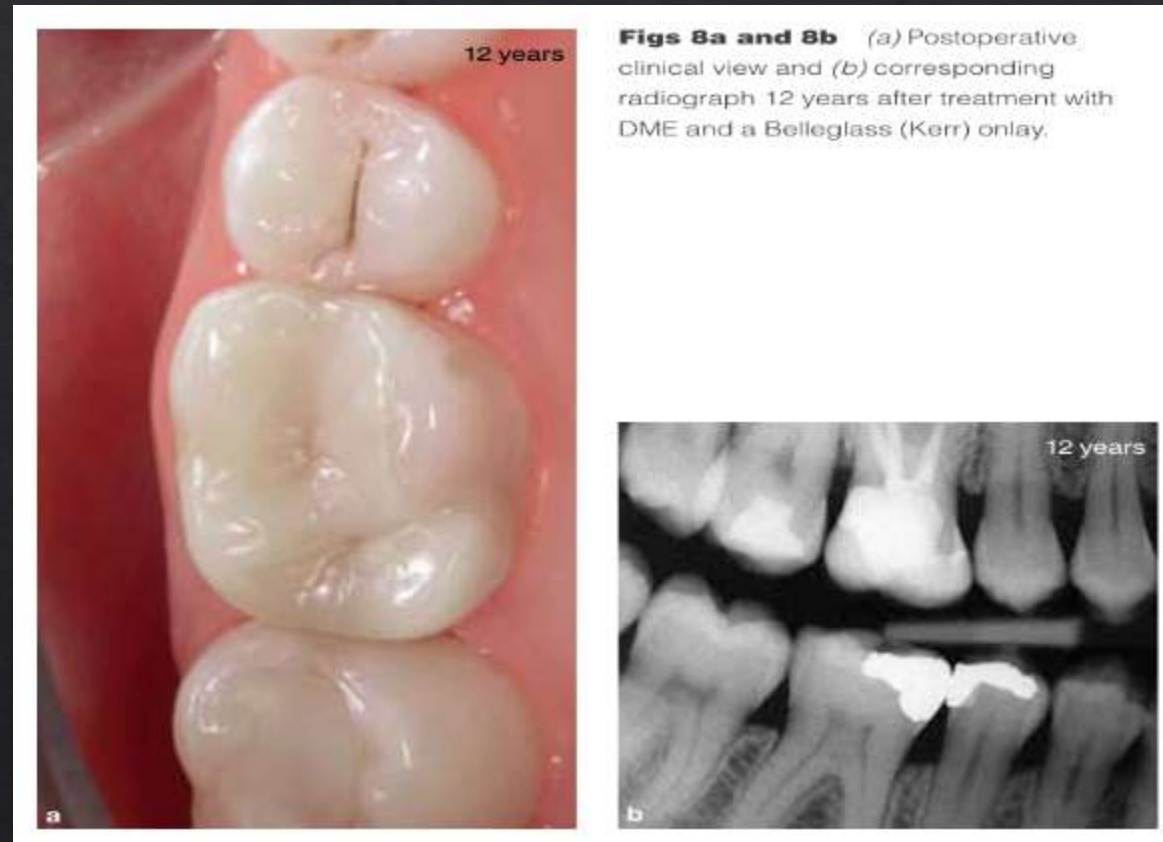 12 years
Figs 8a and 8b (a) Postoperative
clinical view and (b) corresponding
radiograph 12 years after treatment with
DME and a Belleglass (Kerr) onlay.
12 years
a
b